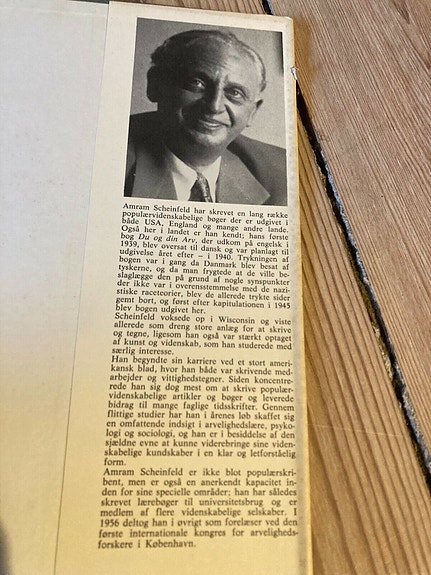 Amram Scheinfeld har skrevet en lang række
populærvidenskabelige bøger der er udgivet i
både USA, England og mange andre lande.
Også her i landet er han kendt; hans første
bog Du og din Arv, der udkom på engelsk i
1939, blev oversat til dansk og var planlagt til
udgivelse året efter – i 1940. Trykningen af
bogen var i gang da Danmark blev besat af
tyskerne, og da man frygtede at de ville be-
slaglægge den på grund af nogle synspunkter
der ikke var i overensstemmelse med de nazi-
stiske raceteorier, blev de allerede trykte sider
gemt bort, og først efter kapitulationen i 1945
blev bogen udgivet her.
Scheinfeld voksede op i Wisconsin og viste
allerede som dreng store anlæg for at skrive
og tegne, ligesom han også var stærkt optaget
af kunst og videnskab, som han studerede med
særlig interesse.
Han begyndte sin karriere ved et stort ameri-
kansk blad, hvor han både var skrivende med-
arbejder og vittighedstegner. Siden koncentre-
rede han sig dog mest om at skrive populær-
videnskabelige artikler og bøger og leverede
bidrag til mange faglige tidsskrifter. Gennem
flittige studier har han i årenes løb skaffet sig
en omfattende indsigt i arvelighedslære, psyko-
logi og sociologi, og han er i besiddelse af den
sjældne evne at kunne viderebringe sine viden-
skabelige kundskaber i en klar og letforståelig
form.
Amram Scheinfeld er ikke blot populærskri-
bent, men er også en anerkendt kapacitet in-
den for sine specielle områder; han har således
skrevet lærebøger til universitetsbrug og er
medlem af flere videnskabelige selskaber. I
1956 deltog han i øvrigt som forelæser ved den
første internationale kongres for arveligheds-
forskere i København.